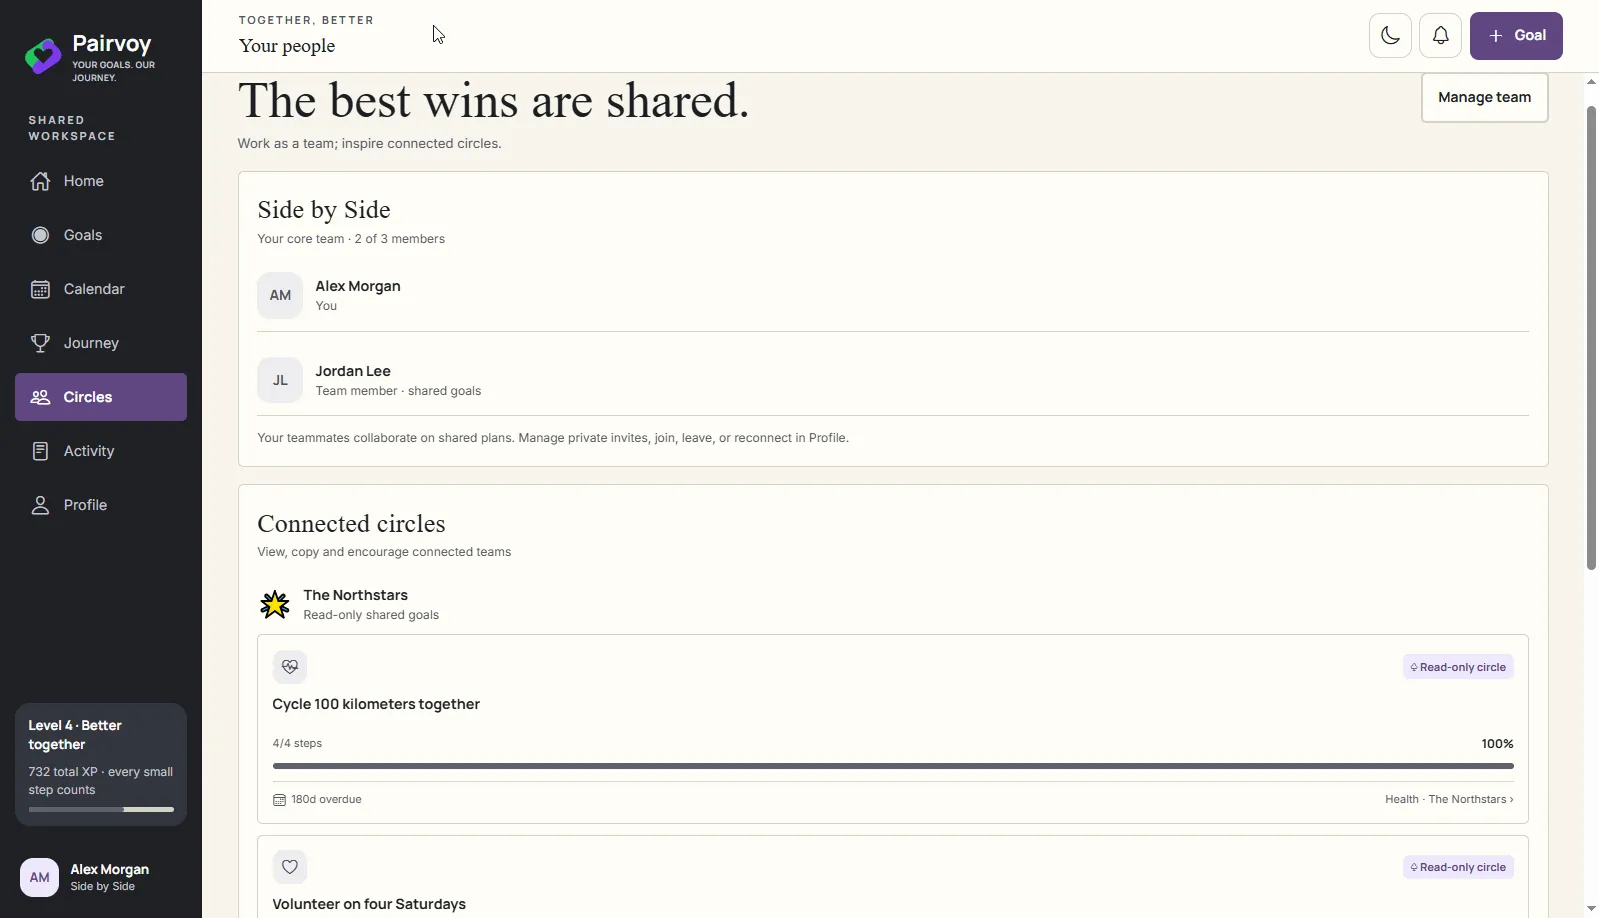 Pairvoy
YOUR GOALS. OUR
JOURNEY.
SHARED
WORKSPACE
Home
Goals
Calendar
Journey
Circles
Activity
Profile
Level 4 · Better
together
732 total XP · every small
step counts
AM
Alex Morgan
Side by Side
TOGETHER, BETTER
Your people
+ Goal
The best wins are shared.
Manage team
Work as a team; inspire connected circles.
Side by Side
Your core team · 2 of 3 members
AM
Alex Morgan
You
JL
Jordan Lee
Team member · shared goals
Your teammates collaborate on shared plans. Manage private invites, join, leave, or reconnect in Profile.
Connected circles
View, copy and encourage connected teams
The Northstars
Read-only shared goals
Read-only circle
Cycle 100 kilometers together
4/4 steps
100%
180d overdue
Health · The Northstars ›
Read-only circle
Volunteer on four Saturdays